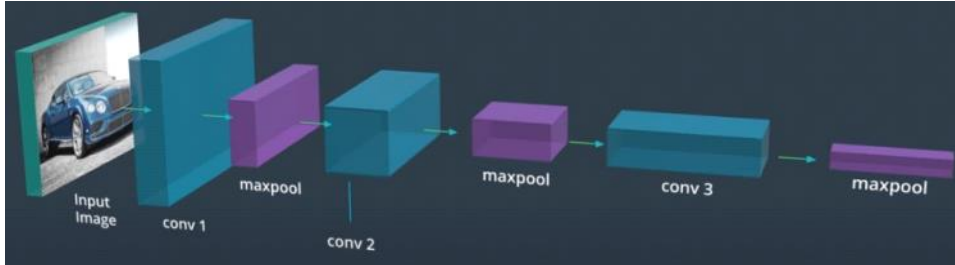 Input
Image
conv 1
maxpool
conv 2
maxpool
conv 3
maxpool